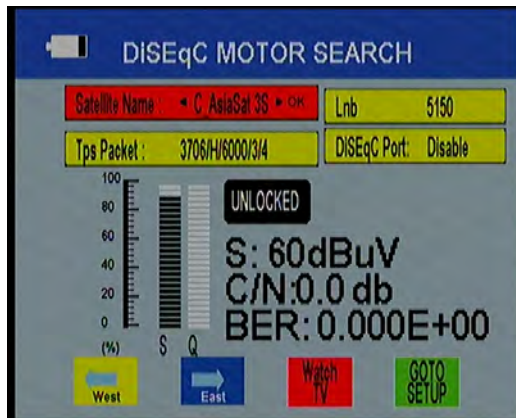 DiSEqC MOTOR SEARCH
Satellite Name : ◄ C AsiaSat 3S ► OK
Lnb 5150
Tps Packet : 3706/H/6000/3/4
DISEqC Port: Disable
100
80
60
40
20
0
(%)
S Q
UNLOCKED
S: 60dBuV
C/N:0.0 db
BER: 0.000E+00
West
East
Watch TV
GOTO SETUP